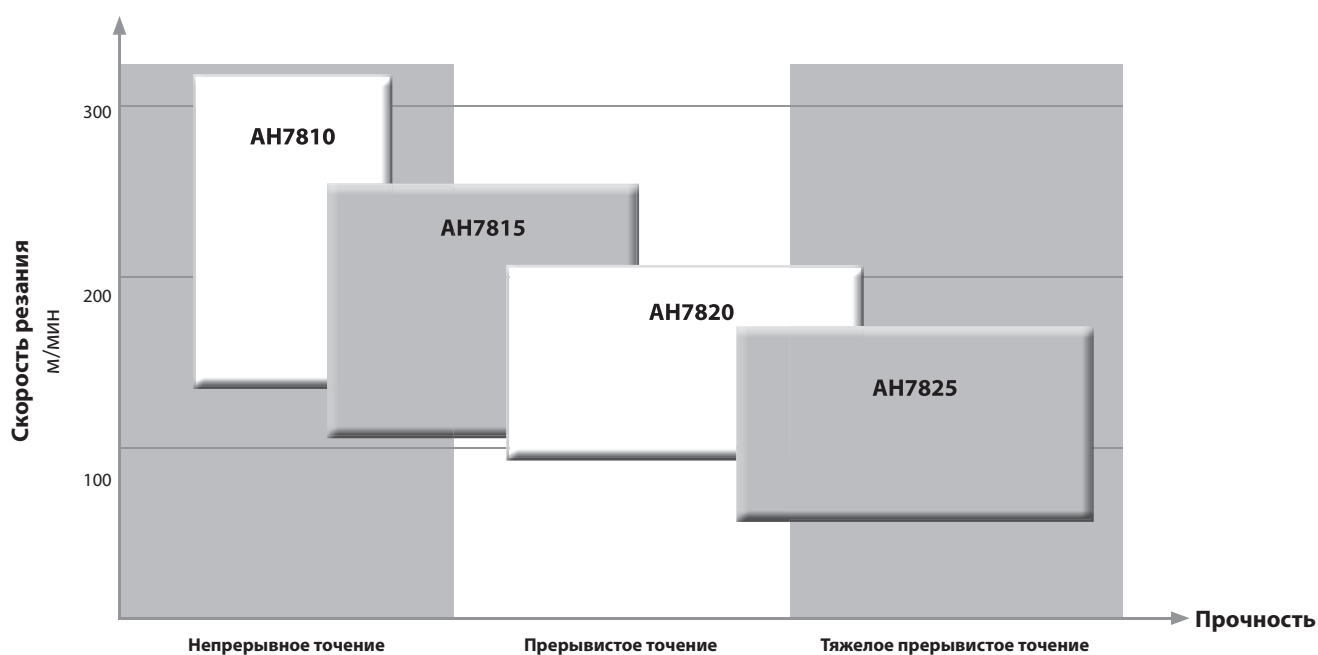 300
AH7810
AH7815
200
AH7820
AH7825
100
Скорость резания
м/мин
Прочность
Непрерывное точение
Прерывистое точение
Тяжелое прерывистое точение